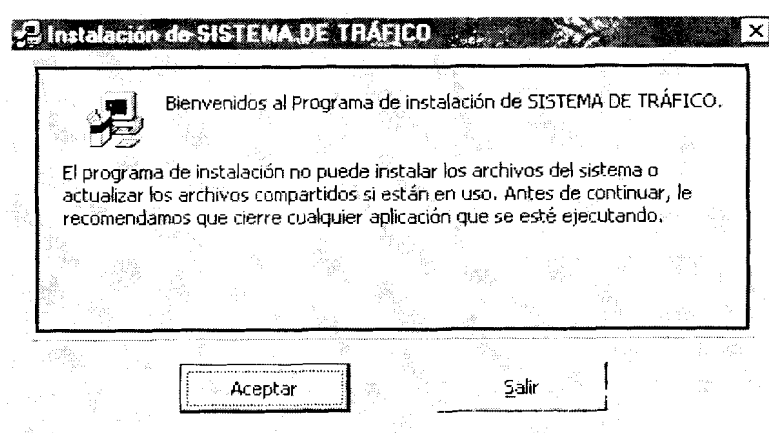 Instalación de SISTEMA DE TRÁFICO
Bienvenidos al Programa de instalación de SISTEMA DE TRÁFICO.
El programa de instalación no puede instalar los archivos del sistema o
actualizar los archivos compartidos si están en uso. Antes de continuar, le
recomendamos que cierre cualquier aplicación que se esté ejecutando.
Aceptar Salir